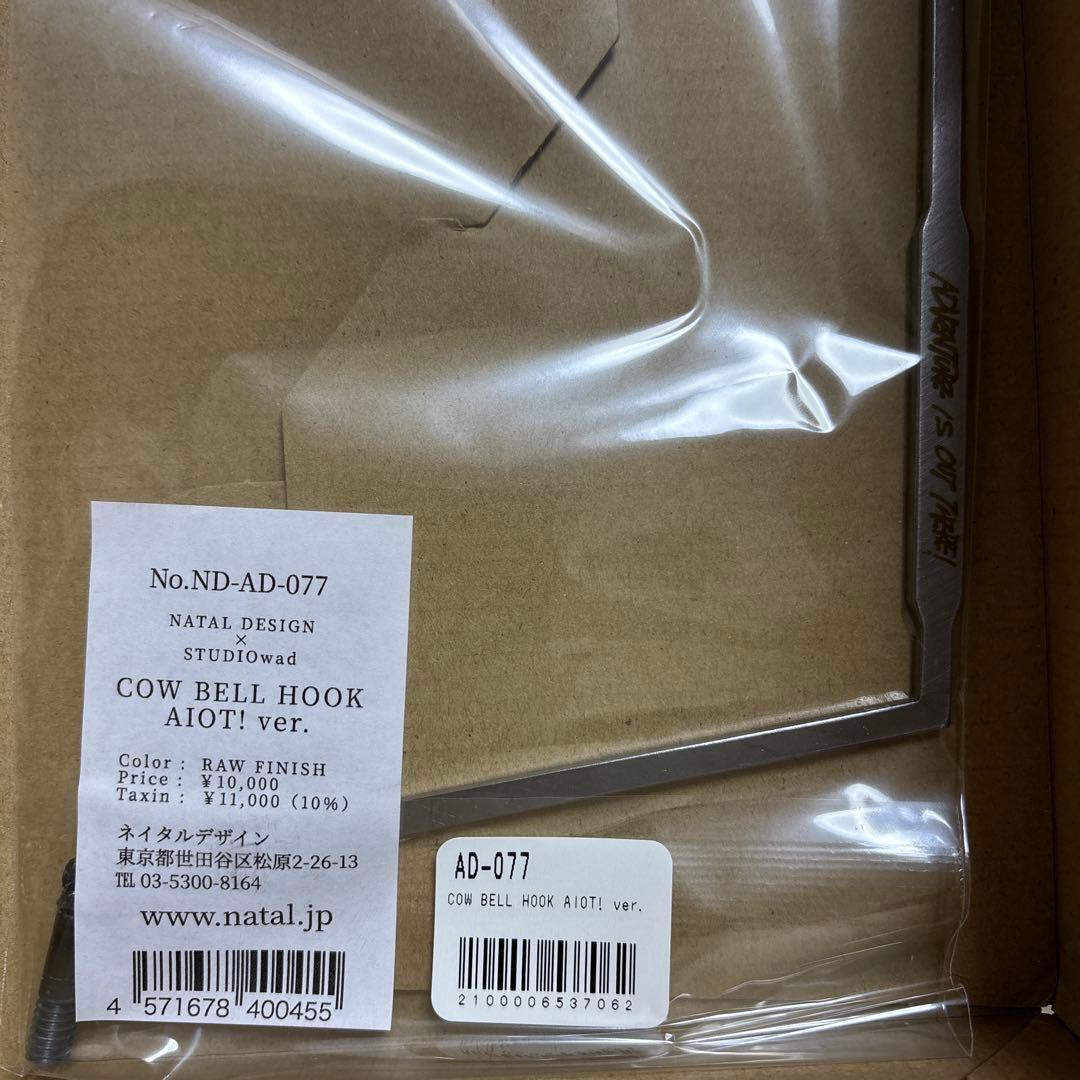 ADVENTURE IS OUT THERE!
No.ND-AD-077
NATAL DESIGN
×
STUDIOwad
COW BELL HOOK
AIOT! ver.
Color : RAW FINISH
Price : ¥10,000
Taxin : ¥11,000 (10%)
ネイタルデザイン
東京都世田谷区松原2-26-13
℡ 03-5300-8164
www.natal.jp
4 571678 400455
AD-077
COW BELL HOOK AIOT! ver.
2100006537062